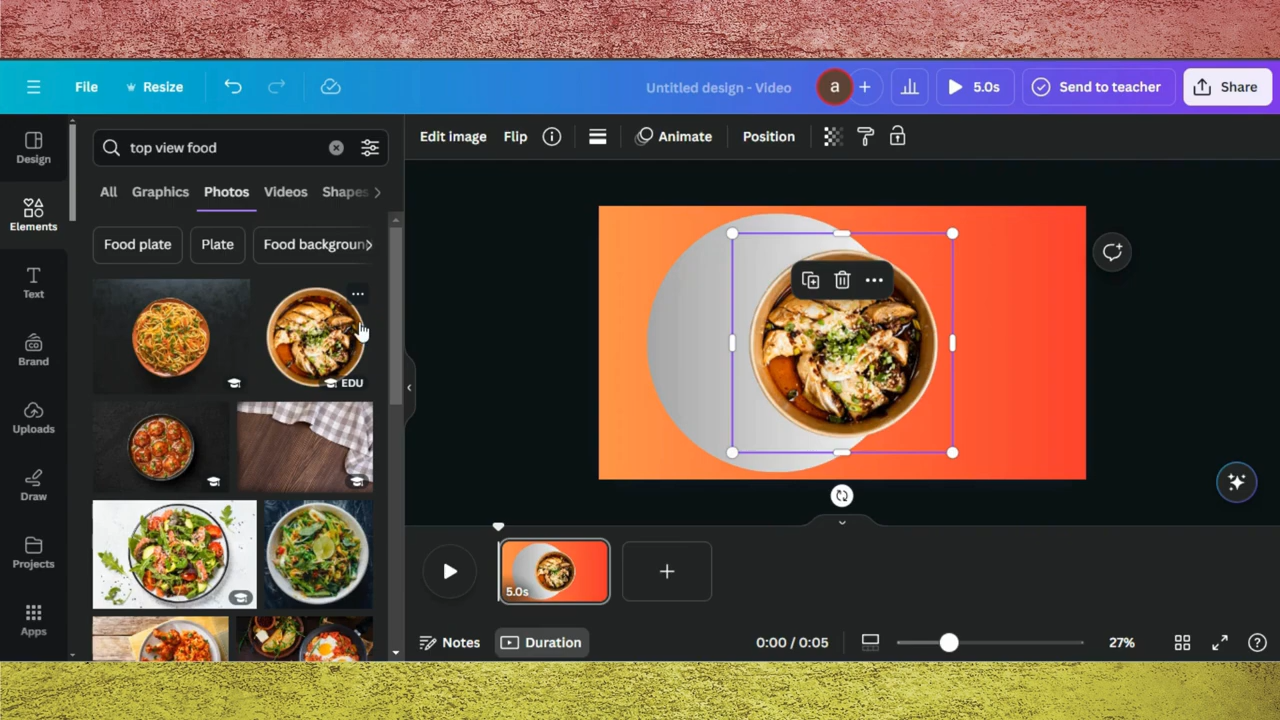 File
Resize
Untitled design - Video
a
5.0s
Send to teacher
Share
Design
Elements
Text
Brand
Uploads
Draw
Projects
Apps
top view food
All
Graphics
Photos
Videos
Shapes
Food plate
Plate
Food backgroun
EDU
Edit image
Flip
Animate
Position
5.0s
Notes
Duration
0:00 / 0:05
27%